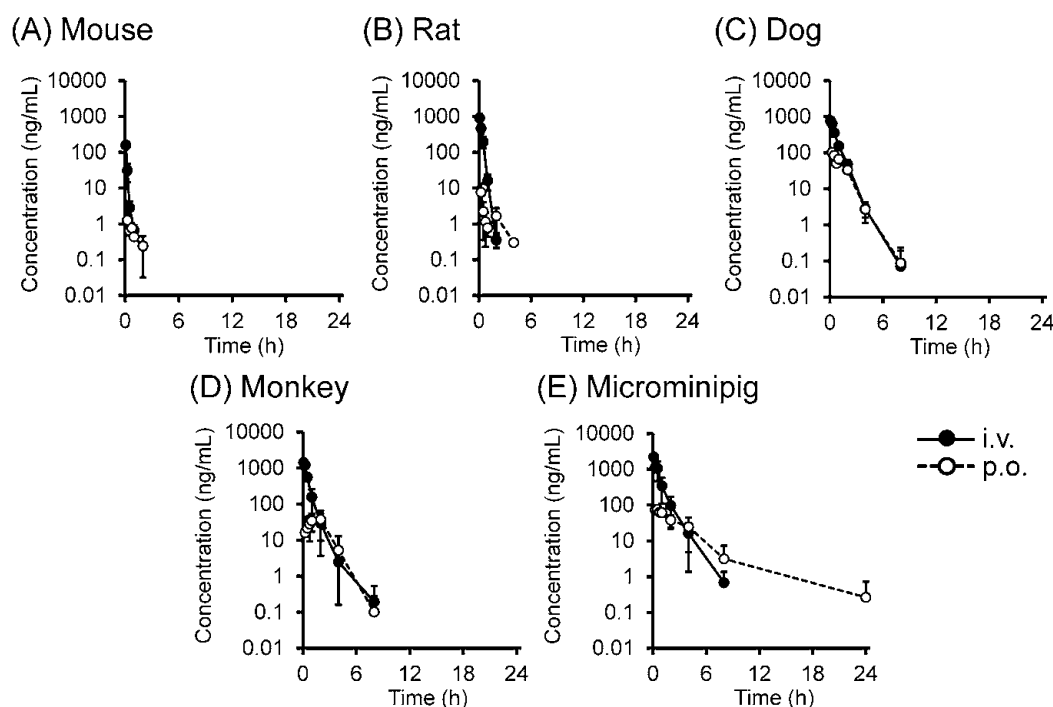 (A) Mouse
Concentration (ng/mL)
10000
1000
100
10
1
0.1
0.01
0 6 12 18 24
Time (h)
(B) Rat
Concentration (ng/mL)
10000
1000
100
10
1
0.1
0.01
0 6 12 18 24
Time (h)
(C) Dog
Concentration (ng/mL)
10000
1000
100
10
1
0.1
0.01
0 6 12 18 24
Time (h)
(D) Monkey
Concentration (ng/mL)
10000
1000
100
10
1
0.1
0.01
0 6 12 18 24
Time (h)
(E) Microminipig
Concentration (ng/mL)
10000
1000
100
10
1
0.1
0.01
0 6 12 18 24
Time (h)
i.v.
p.o.